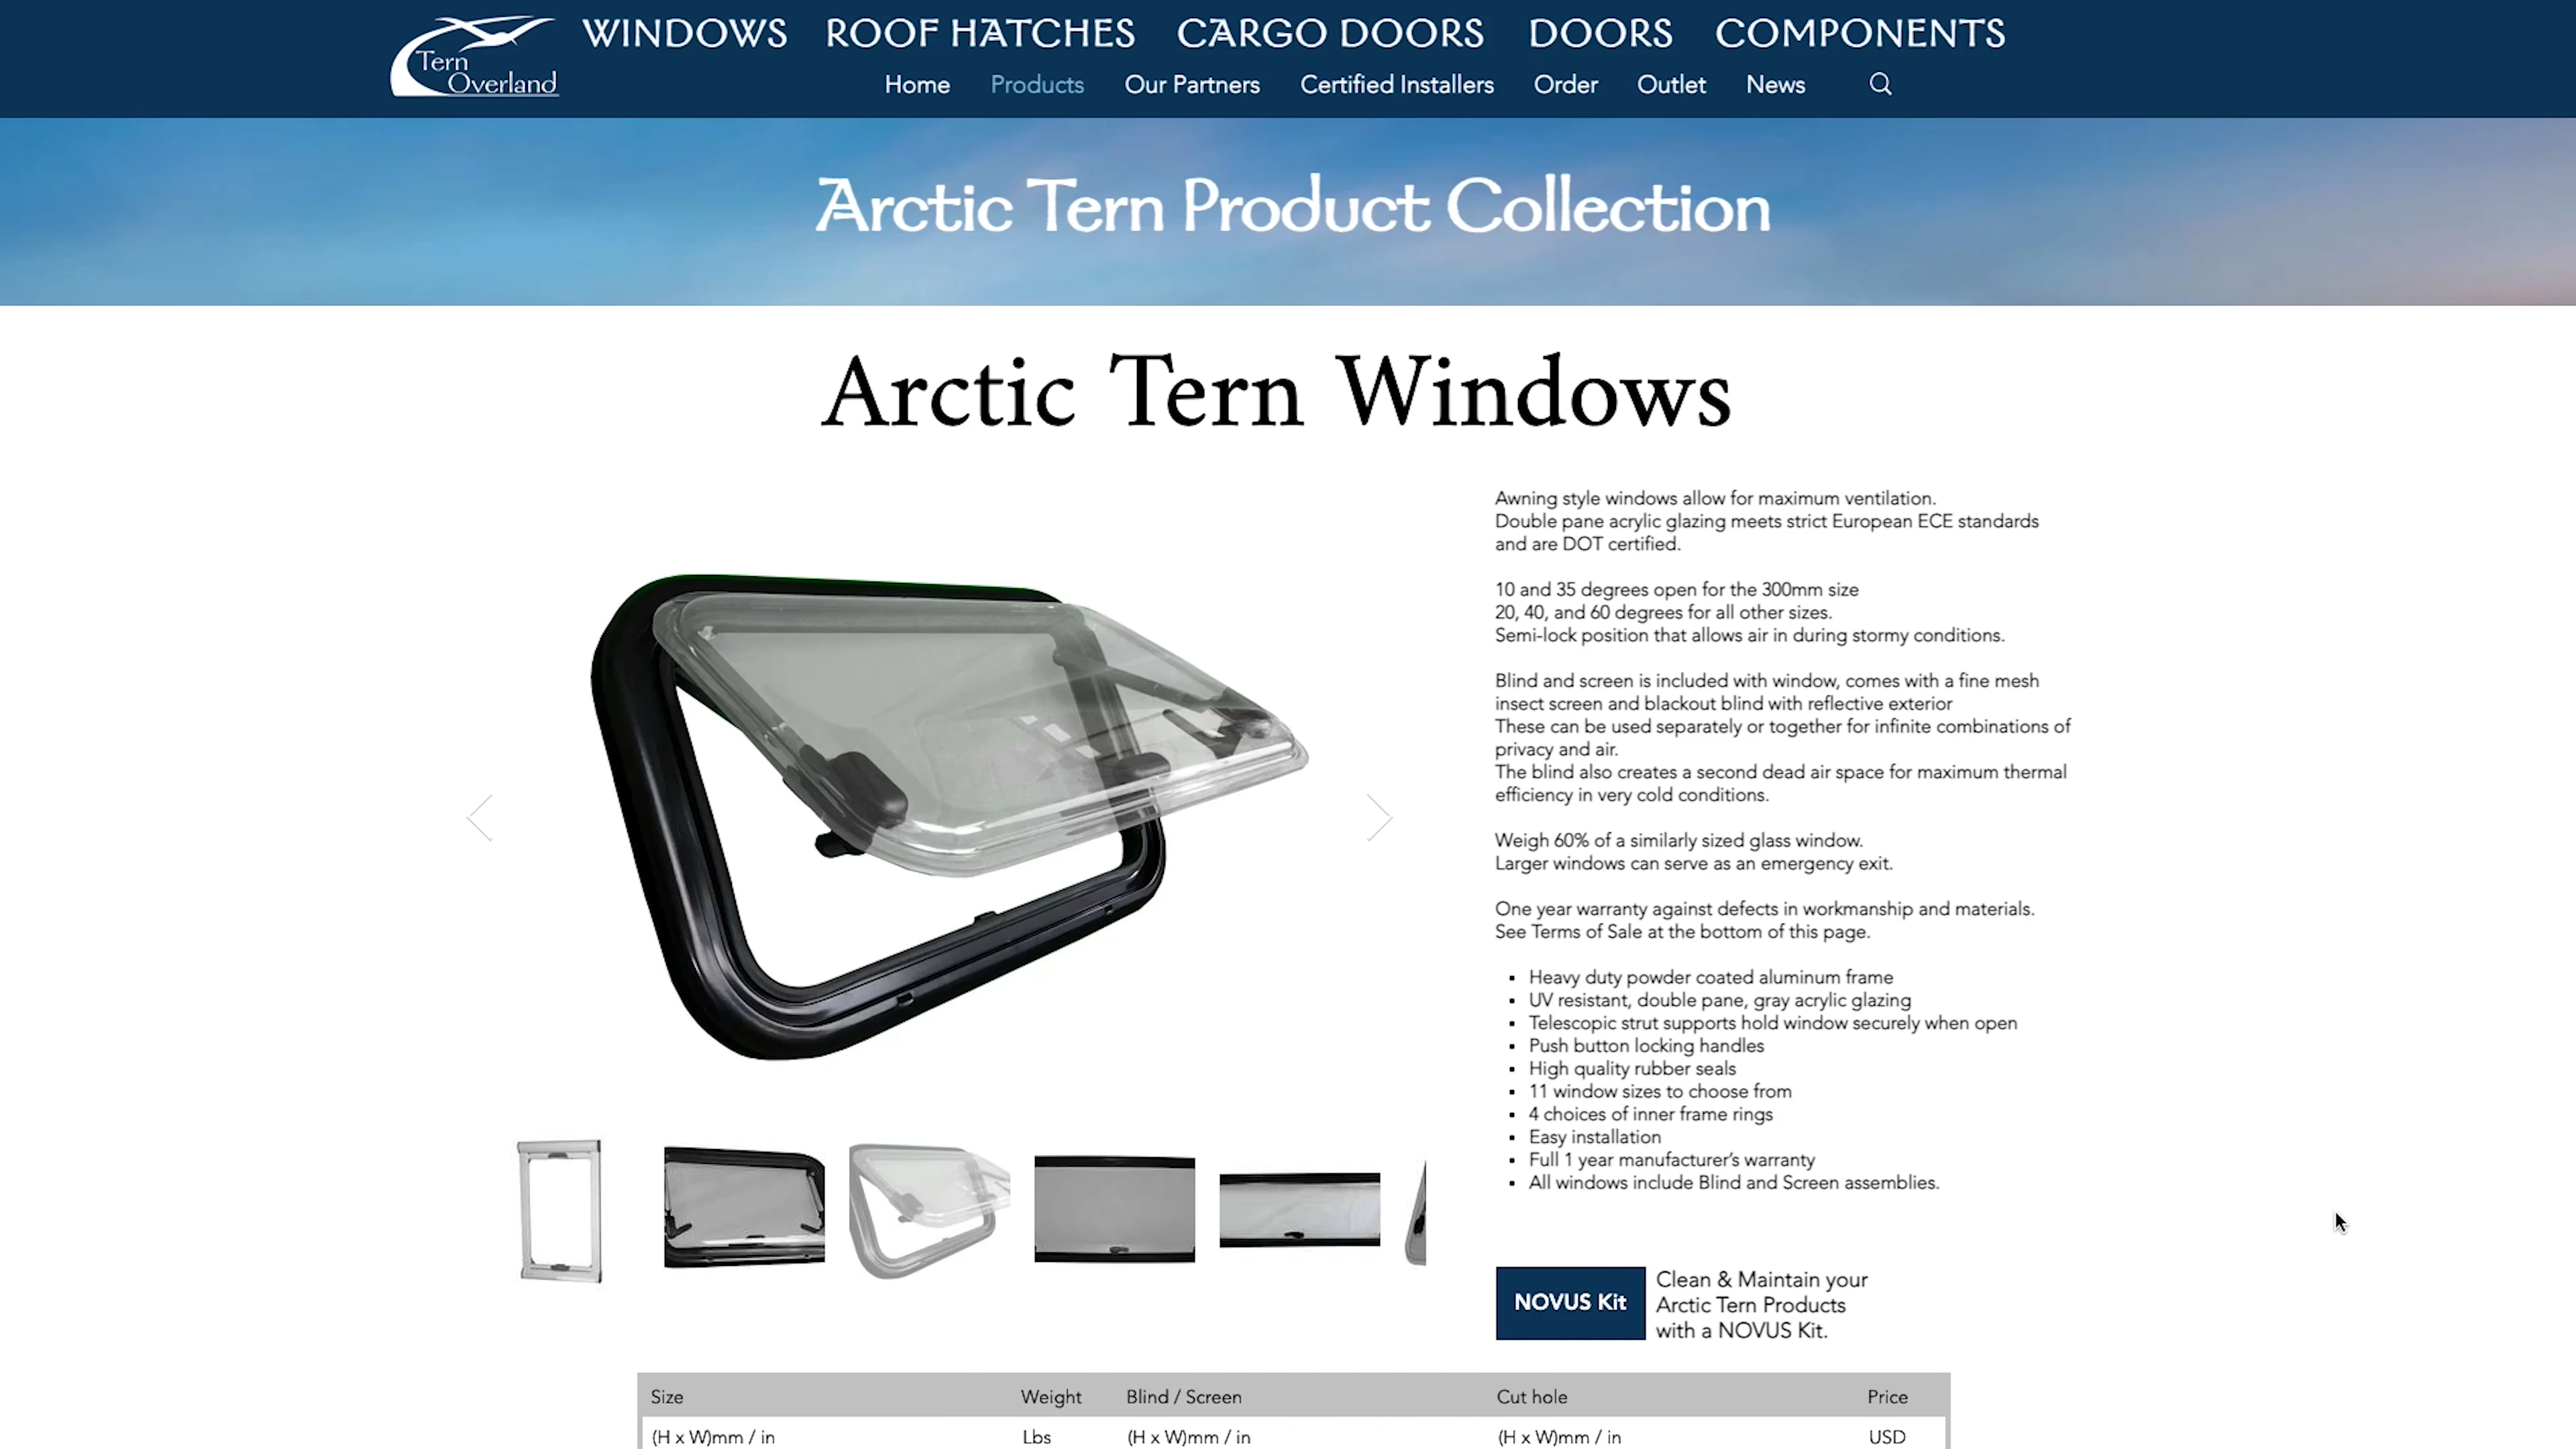 Tern
Overland
WINDOWS ROOF HATCHES CARGO DOORS DOORS COMPONENTS
Home Products Our Partners Certified Installers Order Outlet News
Arctic Tern Product Collection
Arctic Tern Windows
Awning style windows allow for maximum ventilation.
Double pane acrylic glazing meets strict European ECE standards
and are DOT certified.
10 and 35 degrees open for the 300mm size
20, 40, and 60 degrees for all other sizes.
Semi-lock position that allows air in during stormy conditions.
Blind and screen is included with window, comes with a fine mesh
insect screen and blackout blind with reflective exterior
These can be used separately or together for infinite combinations of
privacy and air.
The blind also creates a second dead air space for maximum thermal
efficiency in very cold conditions.
Weigh 60% of a similarly sized glass window.
Larger windows can serve as an emergency exit.
One year warranty against defects in workmanship and materials.
See Terms of Sale at the bottom of this page.
• Heavy duty powder coated aluminum frame
• UV resistant, double pane, gray acrylic glazing
• Telescopic strut supports hold window securely when open
• Push button locking handles
• High quality rubber seals
• 11 window sizes to choose from
• 4 choices of inner frame rings
• Easy installation
• Full 1 year manufacturer's warranty
• All windows include Blind and Screen assemblies.
NOVUS Kit
Clean & Maintain your
Arctic Tern Products
with a NOVUS Kit.
Size Weight Blind / Screen Cut hole Price
(H x W)mm / in Lbs (H x W)mm / in (H x W)mm / in USD